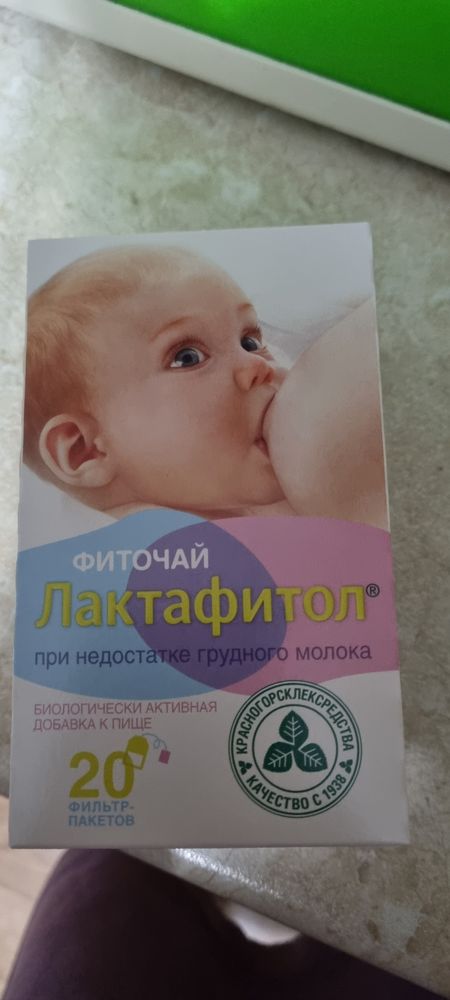 ФИТОЧАЙ
Лактафитол®
при недостатке грудного молока
БИОЛОГИЧЕСКИ АКТИВНАЯ
ДОБАВКА К ПИЩЕ
20
ФИЛЬТР-
ПАКЕТОВ
КРАСНОГОРСКЛЕКСРЕДСТВА
КАЧЕСТВО С 1938